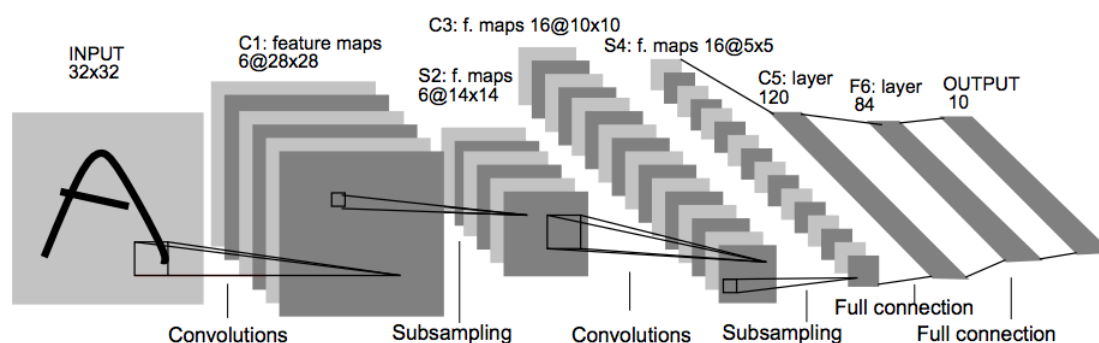 INPUT
32x32
C1: feature maps
6@28x28
S2: f. maps
6@14x14
C3: f. maps 16@10x10
S4: f. maps 16@5x5
C5: layer
120
F6: layer
84
OUTPUT
10
Convolutions
Subsampling
Convolutions
Subsampling
Full connection
Full connection